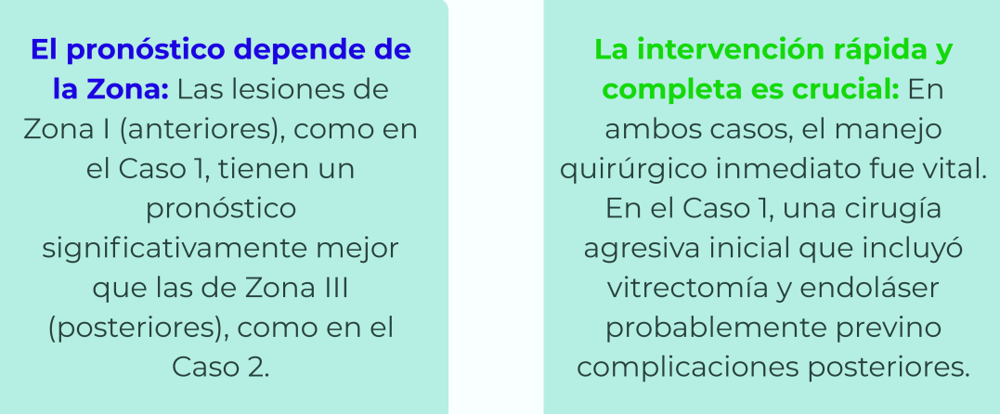 El pronóstico depende de
la Zona: Las lesiones de
Zona I (anteriores), como en
el Caso 1, tienen un
pronóstico
significativamente mejor
que las de Zona III
(posteriores), como en el
Caso 2.
La intervención rápida y
completa es crucial: En
ambos casos, el manejo
quirúrgico inmediato fue vital.
En el Caso 1, una cirugía
agresiva inicial que incluyó
vitrectomía y endoláser
probablemente previno
complicaciones posteriores.